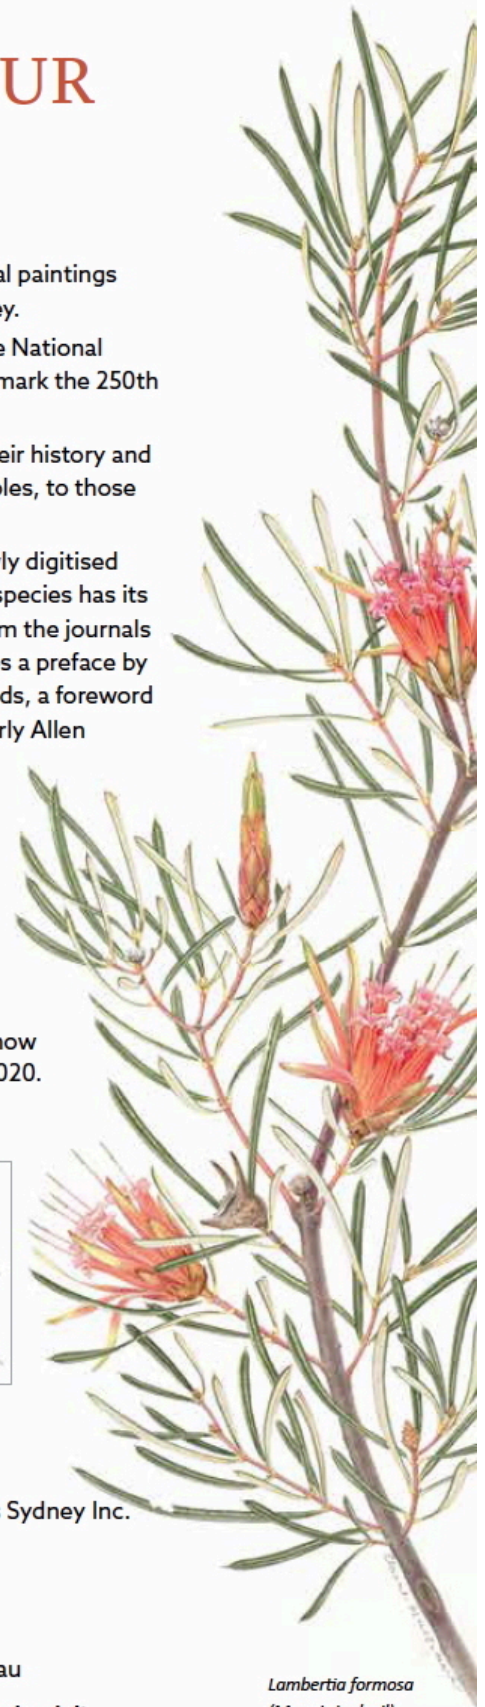 UR
al paintings
ey.
e National
mark the 250th
eir history and
ples, to those
ly digitised
species has its
m the journals
s a preface by
ds, a foreword
rly Allen
now
020.
s Sydney Inc.
au
Lambertia formosa